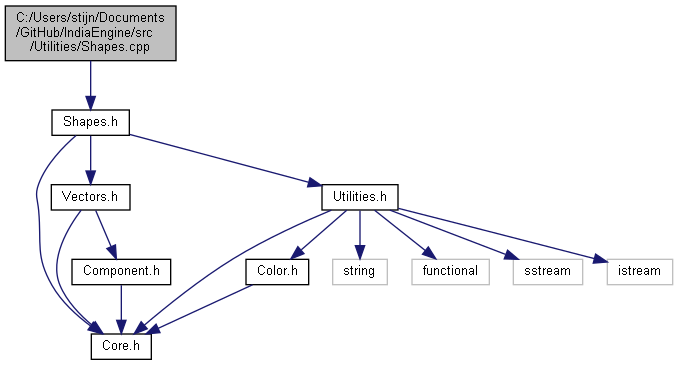 C:/Users/stijn/Documents
/GitHub/IndiaEngine/src
/Utilities/Shapes.cpp
Shapes.h
Vectors.h
Utilities.h
Component.h
Color.h
string
functional
sstream
istream
Core.h